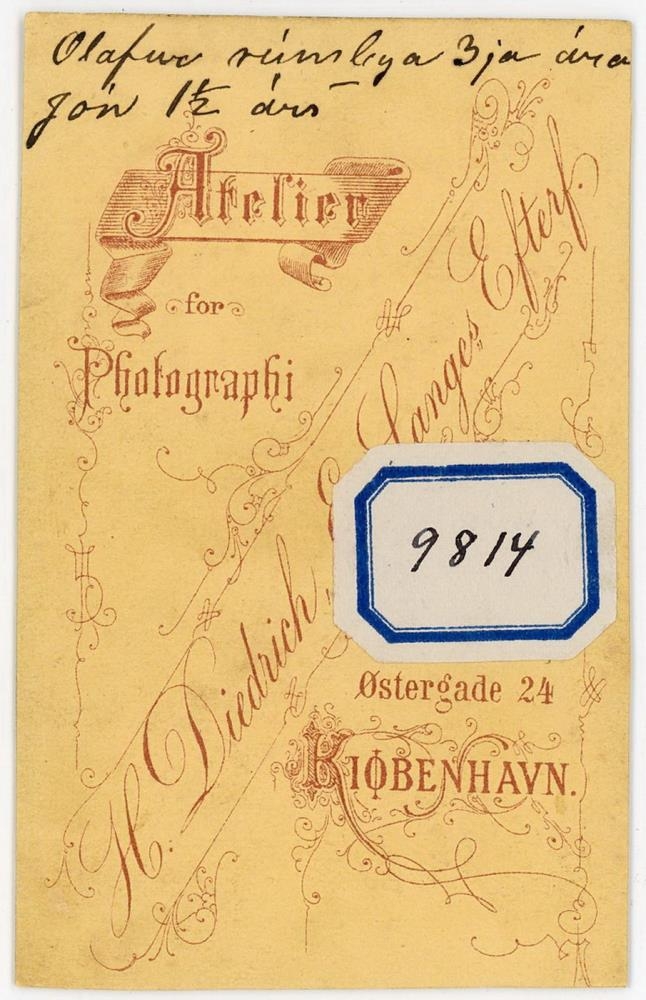 Olafur rúmlega 3ja ára
Jón 1½ árs
Atelier
for
Photographi
H. Diedrich,
Langes Efterf.
9814
Østergade 24
KIØBENHAVN.